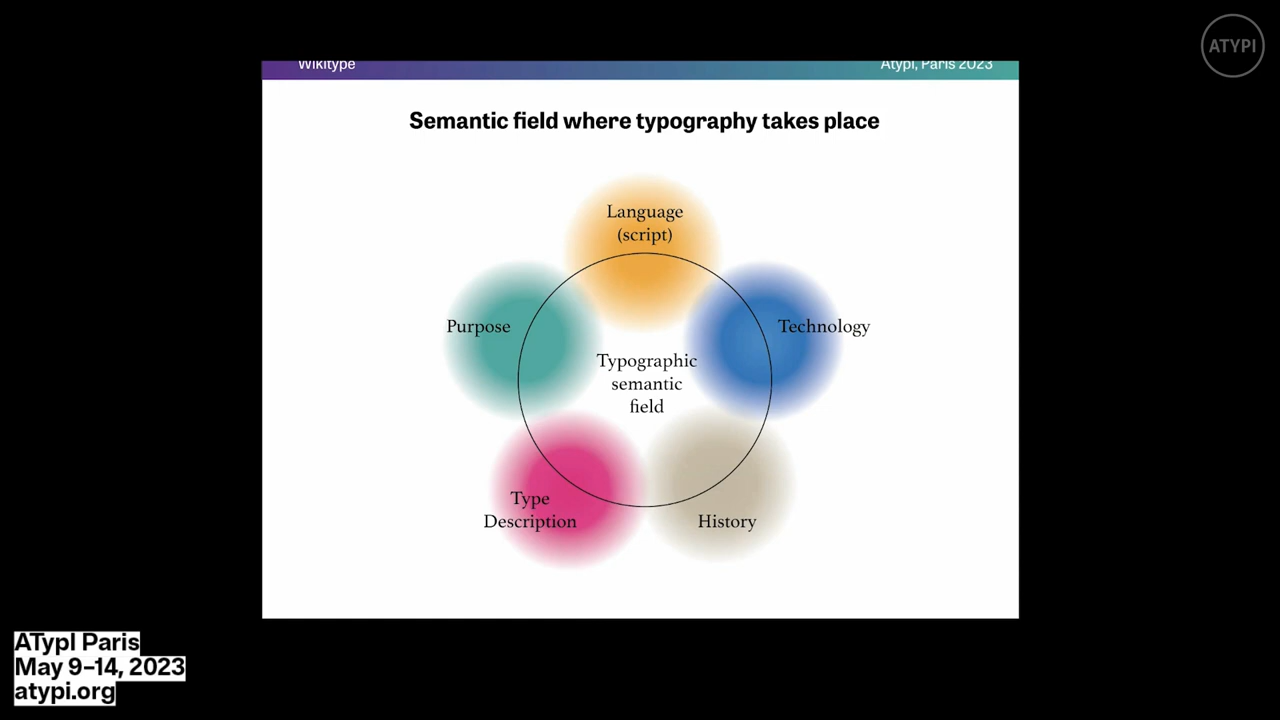 ATYPI
Wikitype
Atypi, Paris 2023
Semantic field where typography takes place
Language
(script)
Purpose
Technology
Typographic
semantic
field
Type
Description
History
ATypI Paris
May 9–14, 2023
atypi.org